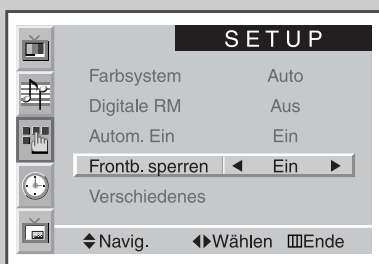 SETUP
Farbsystem Auto
Digitale RM Aus
Autom. Ein Ein
Frontb. sperren ◀ Ein ▶
Verschiedenes
Navig. Wählen Ende